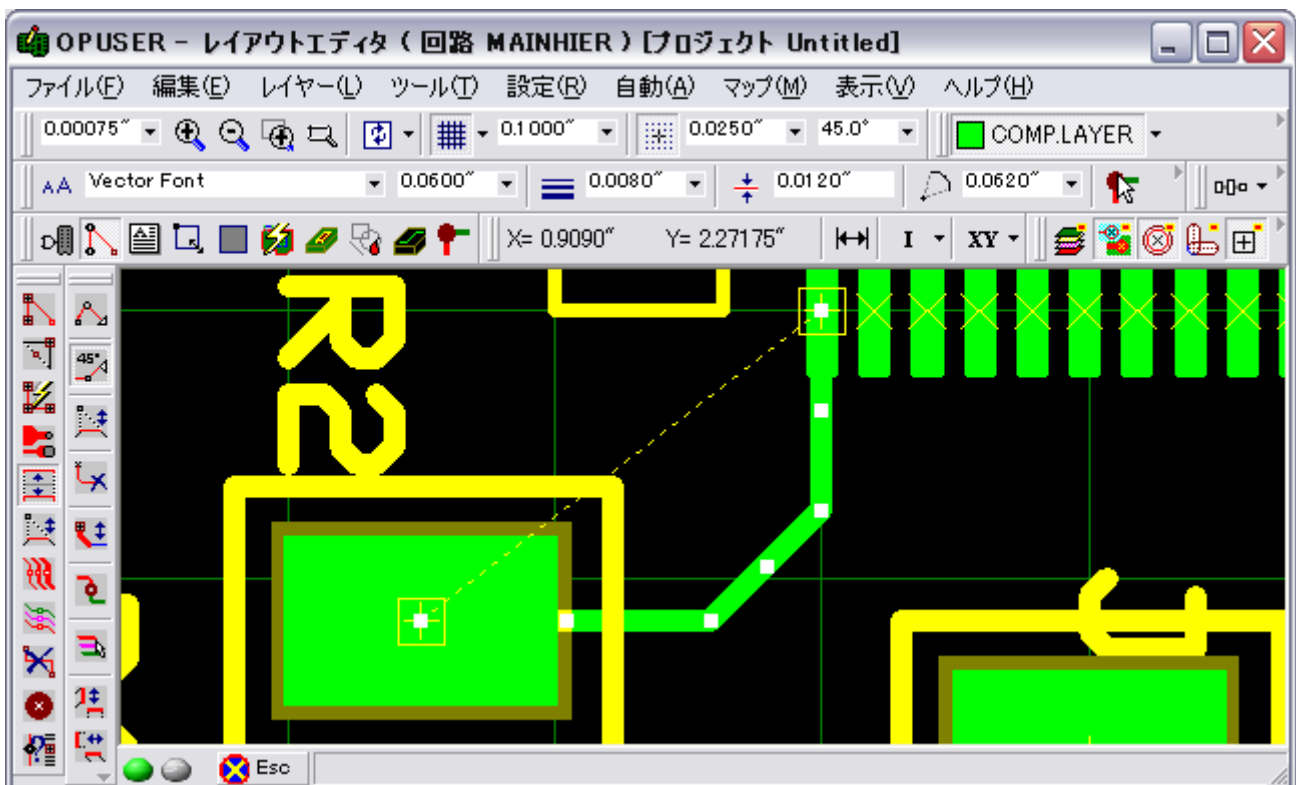 OPUSER - レイアウトエディタ ( 回路 MAINHIER ) [プロジェクト Untitled]
ファイル(F) 編集(E) レイヤー(L) ツール(T) 設定(R) 自動(A) マップ(M) 表示(V) ヘルプ(H)
0.00075″ 0.1000″ 0.0250″ 45.0° COMP.LAYER
AA Vector Font 0.0600″ 0.0080″ 0.0120″ 0.0620″
X= 0.9090″ Y= 2.27175″ I XY
45°
R2
Esc